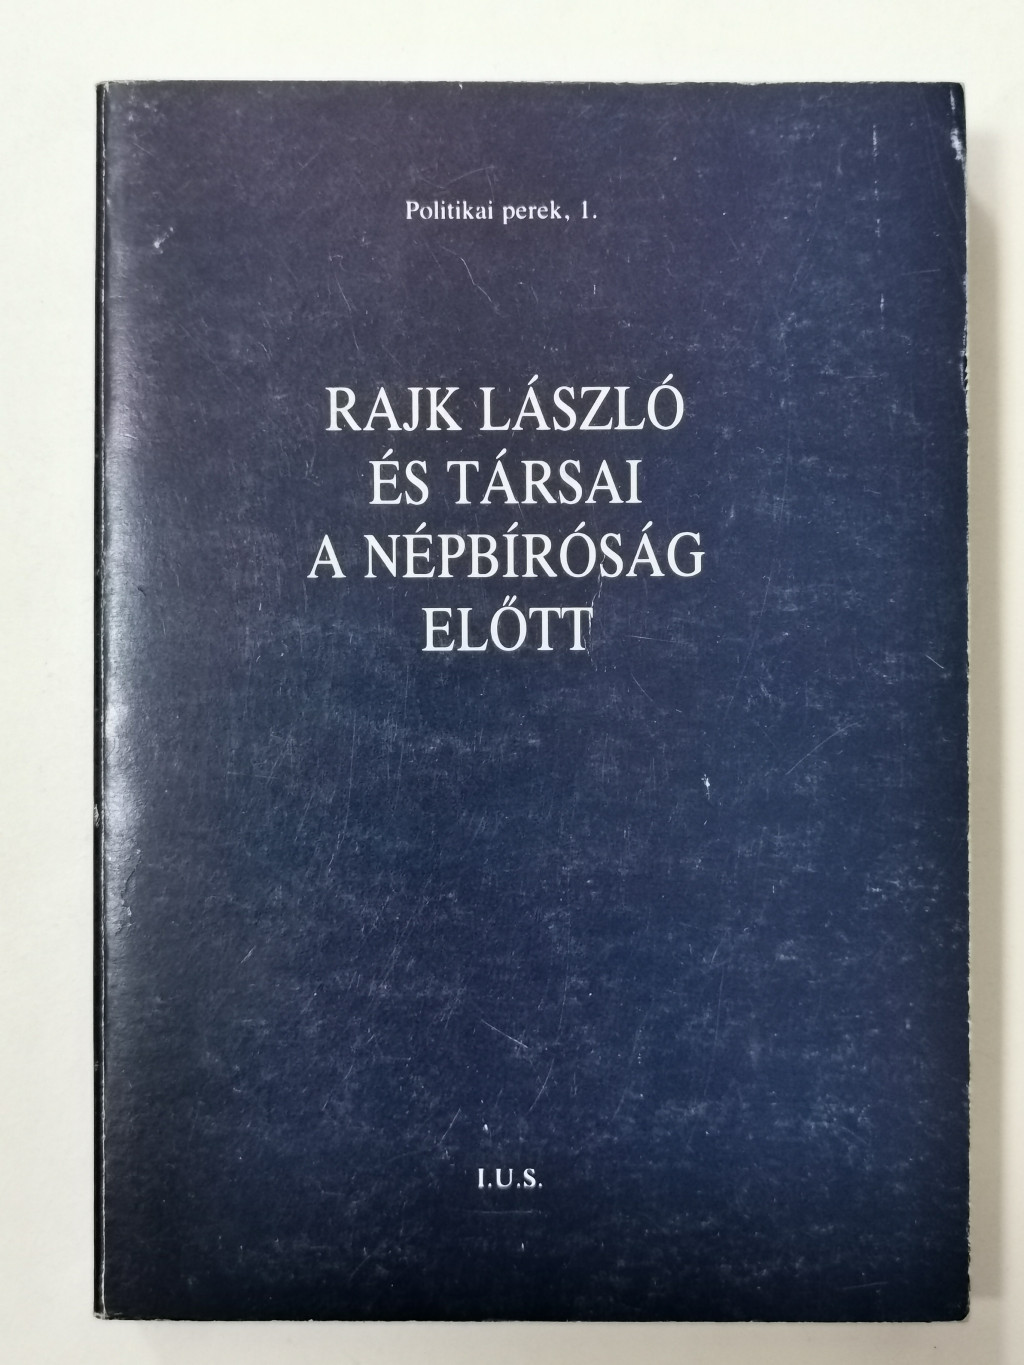 Politikai perek, 1.
RAJK LÁSZLÓ
ÉS TÁRSAI
A NÉPBÍRÓSÁG
ELŐTT
I.U.S.